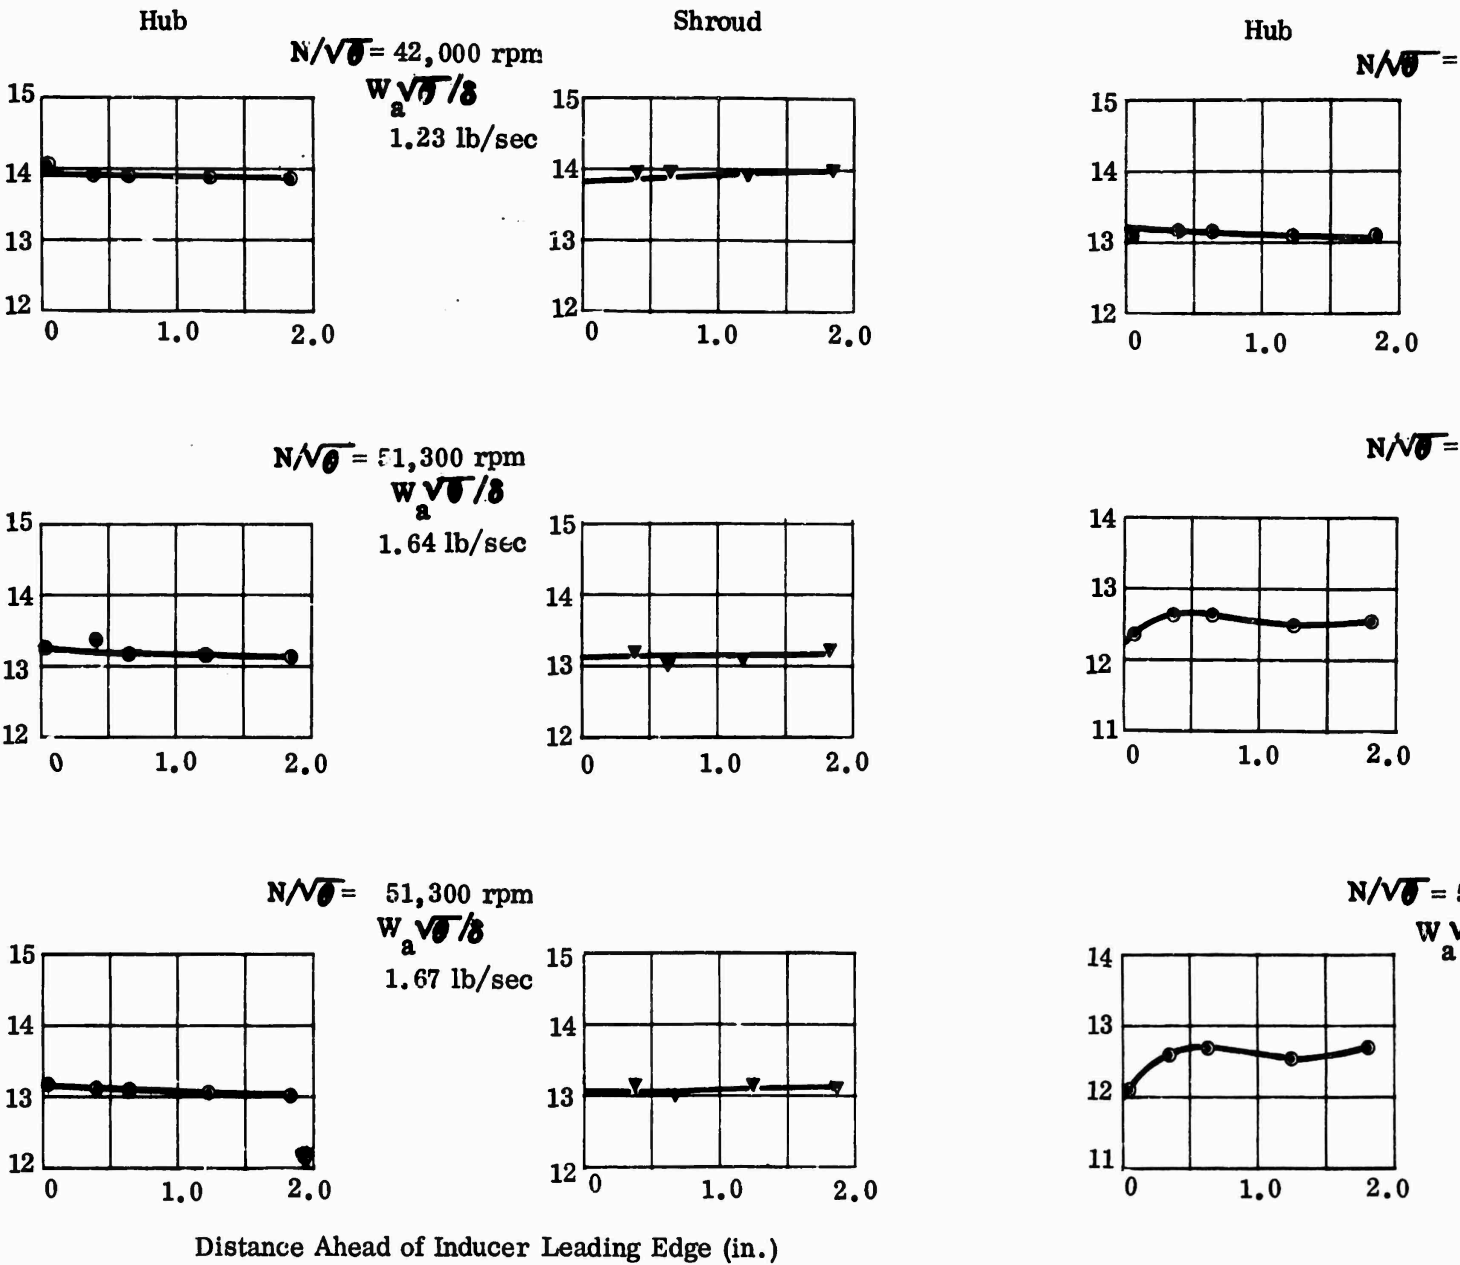 Hub Shroud Hub
N/√θ = 42,000 rpm
N/√θ =
Wa√θ/δ
1.23 lb/sec
15 15 15
14 14 14
13 13 13
12 12 12
0 1.0 2.0 0 1.0 2.0 0 1.0 2.0
N/√θ = 51,300 rpm
N/√θ =
Wa√θ/δ
1.64 lb/sec
15 15 14
14 14 13
13 13 12
12 12 11
0 1.0 2.0 0 1.0 2.0 0 1.0 2.0
N/√θ = 51,300 rpm
N/√θ = 5
Wa√θ/δ
Wa√
1.67 lb/sec
15 15 14
14 14 13
13 13 12
12 12 11
0 1.0 2.0 0 1.0 2.0 0 1.0 2.0
Distance Ahead of Inducer Leading Edge (in.)